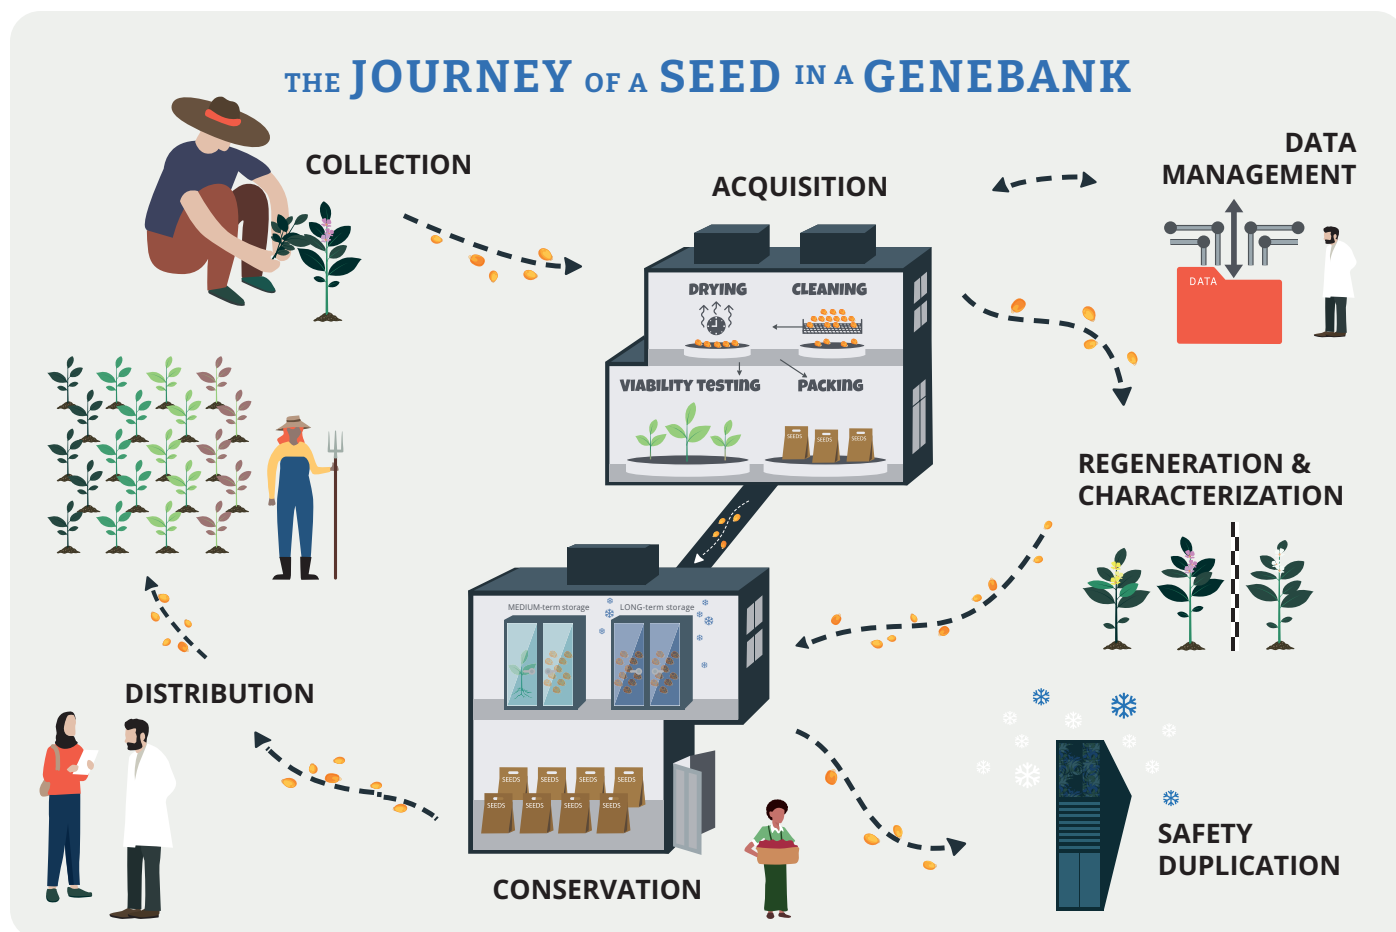 THE JOURNEY OF A SEED IN A GENEBANK
COLLECTION
ACQUISITION
DATA
MANAGEMENT
DATA
DRYING
CLEANING
VIABILITY TESTING
PACKING
SEEDS
SEEDS
SEEDS
REGENERATION &
CHARACTERIZATION
MEDIUM-term storage
LONG-term storage
SEEDS
SEEDS
SEEDS
SEEDS
SEEDS
SEEDS
SEEDS
SEEDS
DISTRIBUTION
CONSERVATION
SAFETY
DUPLICATION